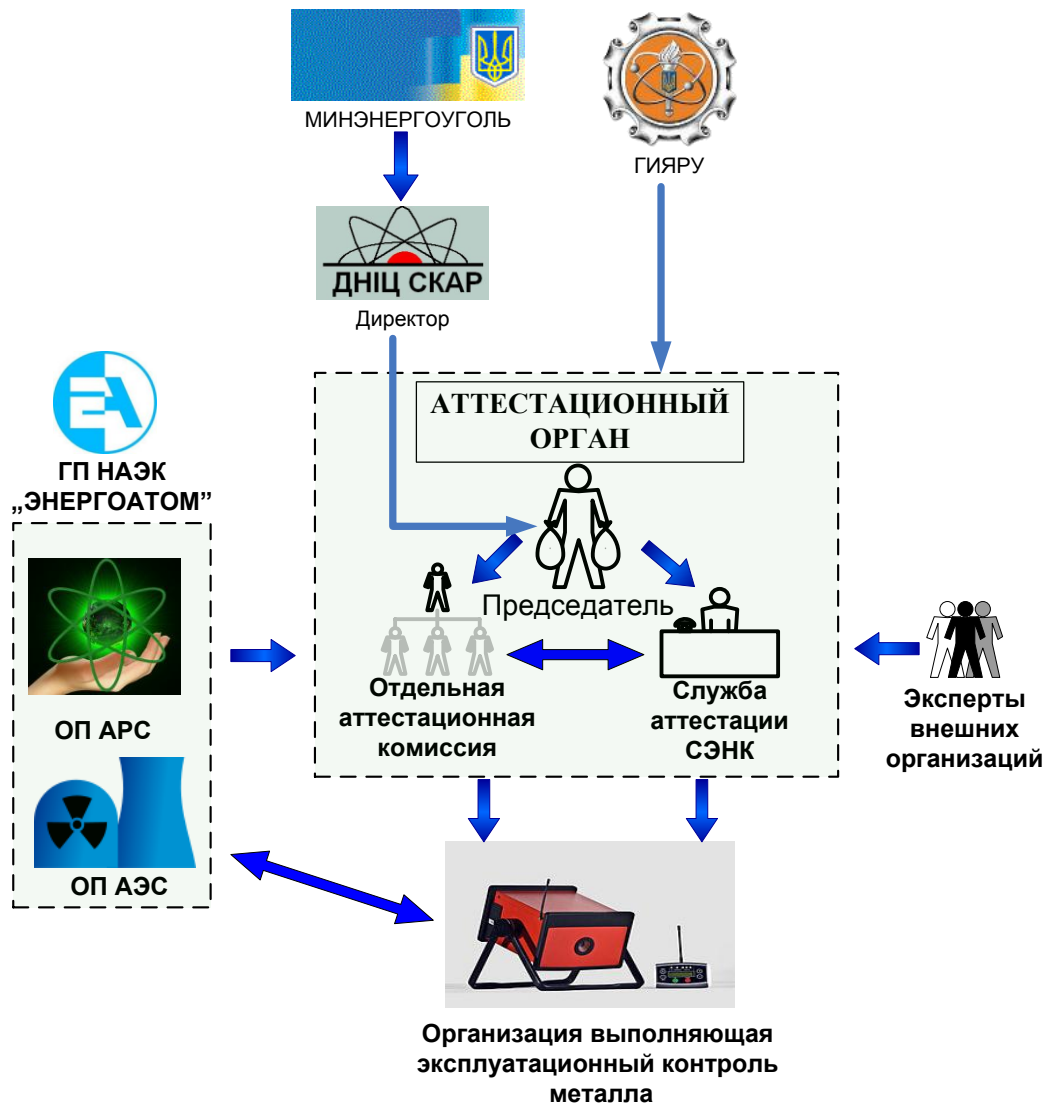 МИНЭНЕРГОУГОЛЬ
ГИЯРУ
ДНІЦ СКАР
Директор
ГП НАЭК
„ЭНЕРГОАТОМ”
АТТЕСТАЦИОННЫЙ
ОРГАН
Председатель
Отдельная
аттестационная
комиссия
Служба
аттестации
СЭНК
Эксперты
внешних
организаций
ОП АРС
ОП АЭС
Организация выполняющая
эксплуатационный контроль
металла